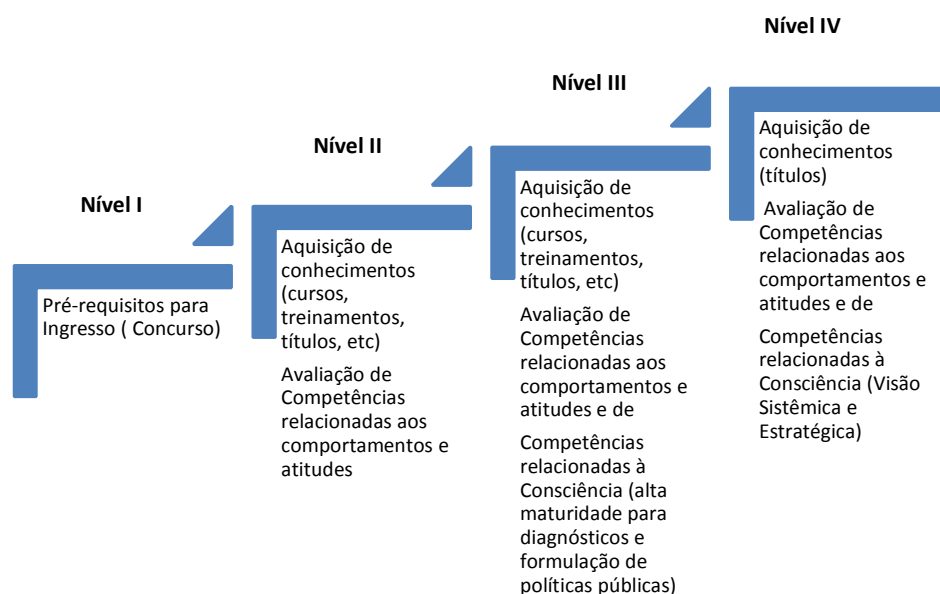 Nível I
Pré-requisitos para
Ingresso ( Concurso)
Nível II
Aquisição de
conhecimentos
(cursos,
treinamentos,
títulos, etc)
Avaliação de
Competências
relacionadas aos
comportamentos e
atitudes
Nível III
Aquisição de
conhecimentos
(cursos,
treinamentos,
títulos, etc)
Avaliação de
Competências
relacionadas aos
comportamentos e
atitudes e de
Competências
relacionadas à
Consciência (alta
maturidade para
diagnósticos e
formulação de
políticas públicas)
Nível IV
Aquisição de
conhecimentos
(títulos)
Avaliação de
Competências
relacionadas aos
comportamentos e
atitudes e de
Competências
relacionadas à
Consciência (Visão
Sistêmica e
Estratégica)